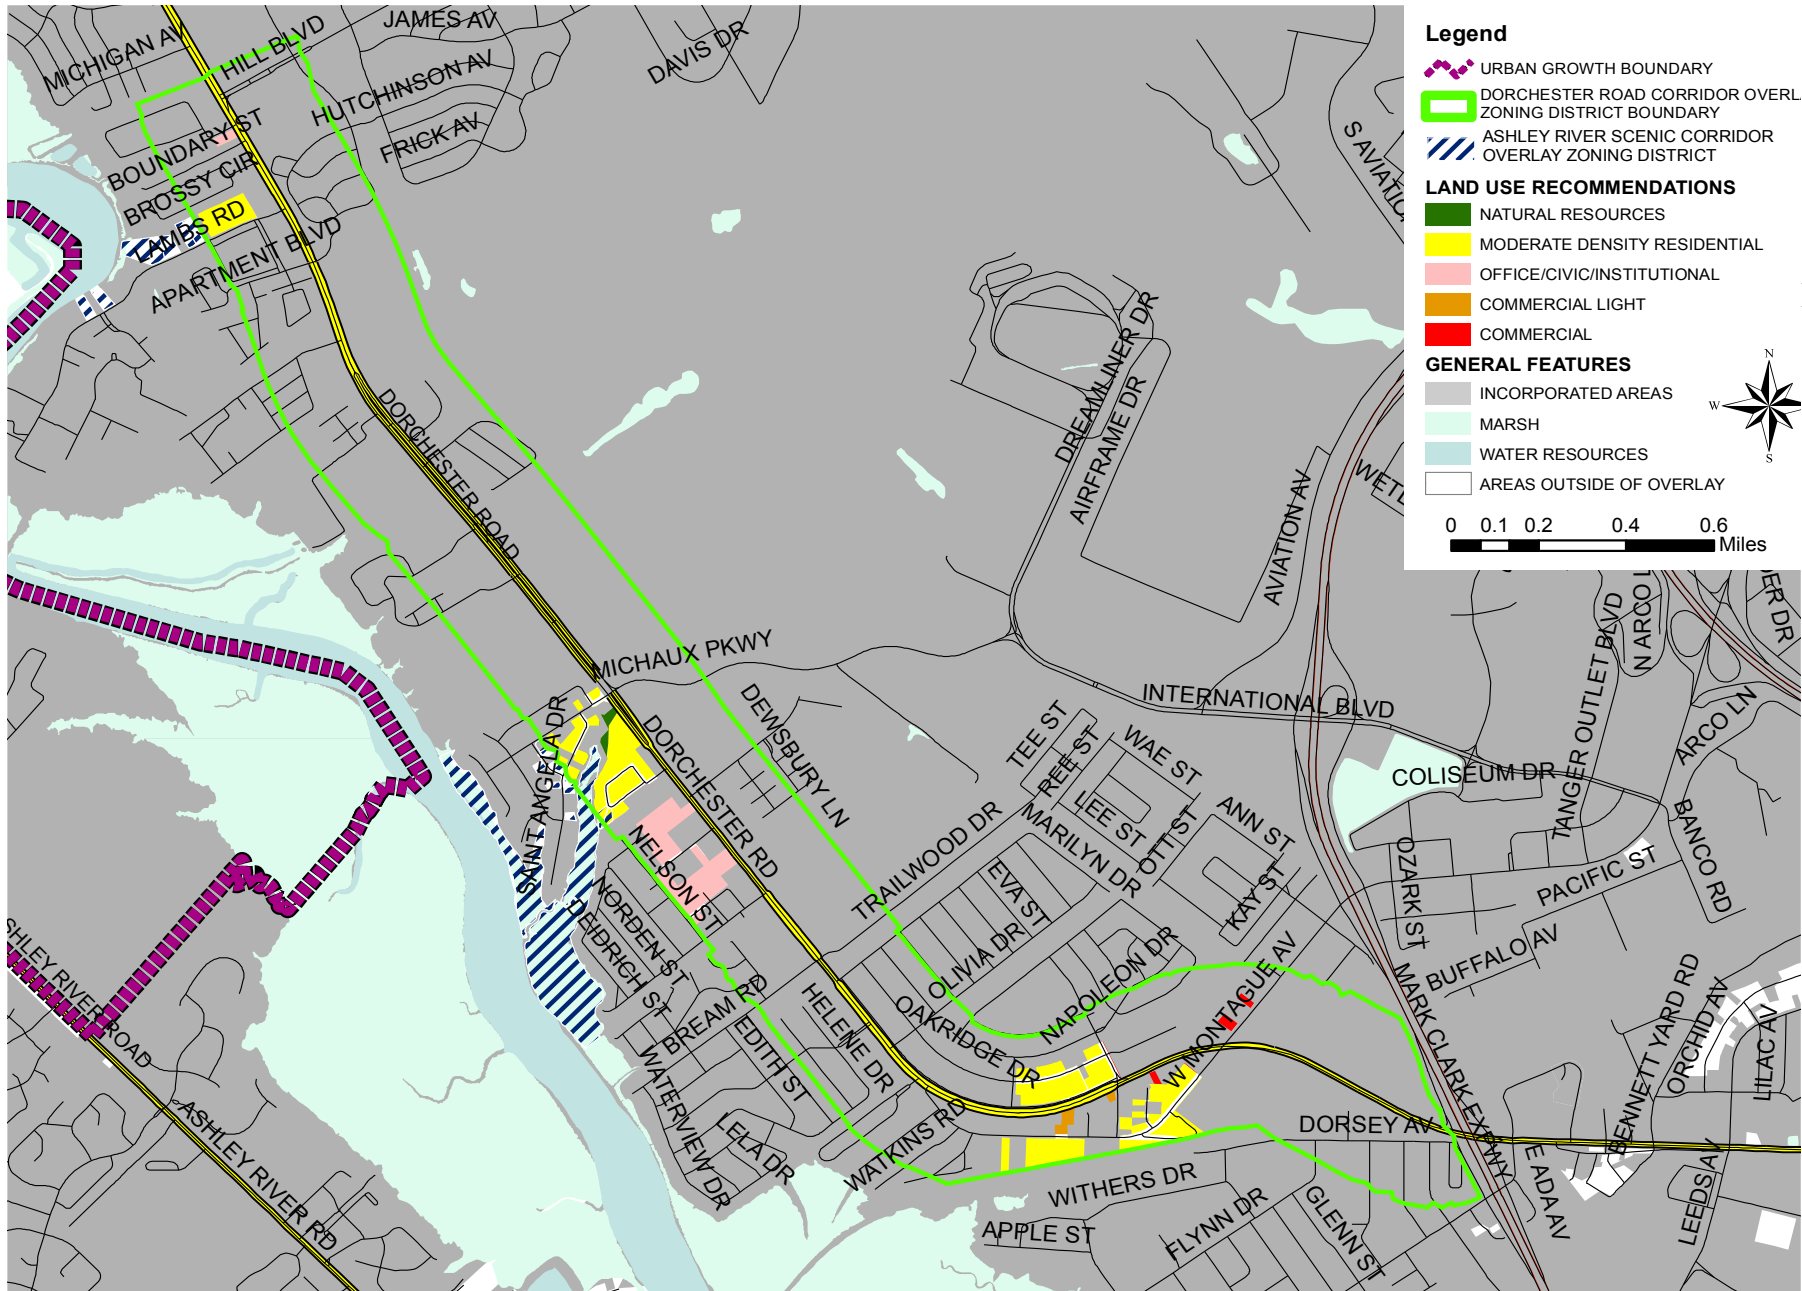 Legend
URBAN GROWTH BOUNDARY
DORCHESTER ROAD CORRIDOR OVERLA
ZONING DISTRICT BOUNDARY
ASHLEY RIVER SCENIC CORRIDOR
OVERLAY ZONING DISTRICT
LAND USE RECOMMENDATIONS
NATURAL RESOURCES
MODERATE DENSITY RESIDENTIAL
OFFICE/CIVIC/INSTITUTIONAL
COMMERCIAL LIGHT
COMMERCIAL
GENERAL FEATURES
INCORPORATED AREAS
MARSH
WATER RESOURCES
AREAS OUTSIDE OF OVERLAY
N
W
S
0 0.1 0.2 0.4 0.6
Miles
MICHIGAN AV
HILL BLVD
JAMES AV
DAVIS DR
HUTCHINSON AV
FRICK AV
BOUNDARY ST
BROSSY CIR
LAMBS RD
APARTMENT BLVD
S AVIATIO
DORCHESTER ROAD
DREAMLINER DR
AIRFRAME DR
AVIATION AV
WETL
MICHAUX PKWY
INTERNATIONAL BLVD
N ARCO L
DER DR
TANGER OUTLET BLVD
ARCO LN
SAINT ANGELA DR
DORCHESTER RD
DEWSBURY LN
TEE ST
REE ST
WAE ST
LEE ST
OTT ST
ANN ST
KAY ST
MARILYN DR
TRAILWOOD DR
EVA ST
OLIVIA DR
NAPOLEON DR
OAKRIDGE DR
W MONTAGUE AV
COLISEUM DR
OZARK ST
PACIFIC ST
BANCO RD
BUFFALO AV
MARK CLARK EXPWY
BENNETT YARD RD
ORCHID AV
LILAC AV
NELSON ST
NORDEN ST
DEIDRICH ST
BREAM RD
EDITH ST
HELENE DR
WATERVIEW DR
LELA DR
WATKINS RD
WITHERS DR
APPLE ST
FLYNN DR
GLENN ST
DORSEY AV
E ADA AV
LEEDS AV
SHLEY RIVER ROAD
ASHLEY RIVER RD